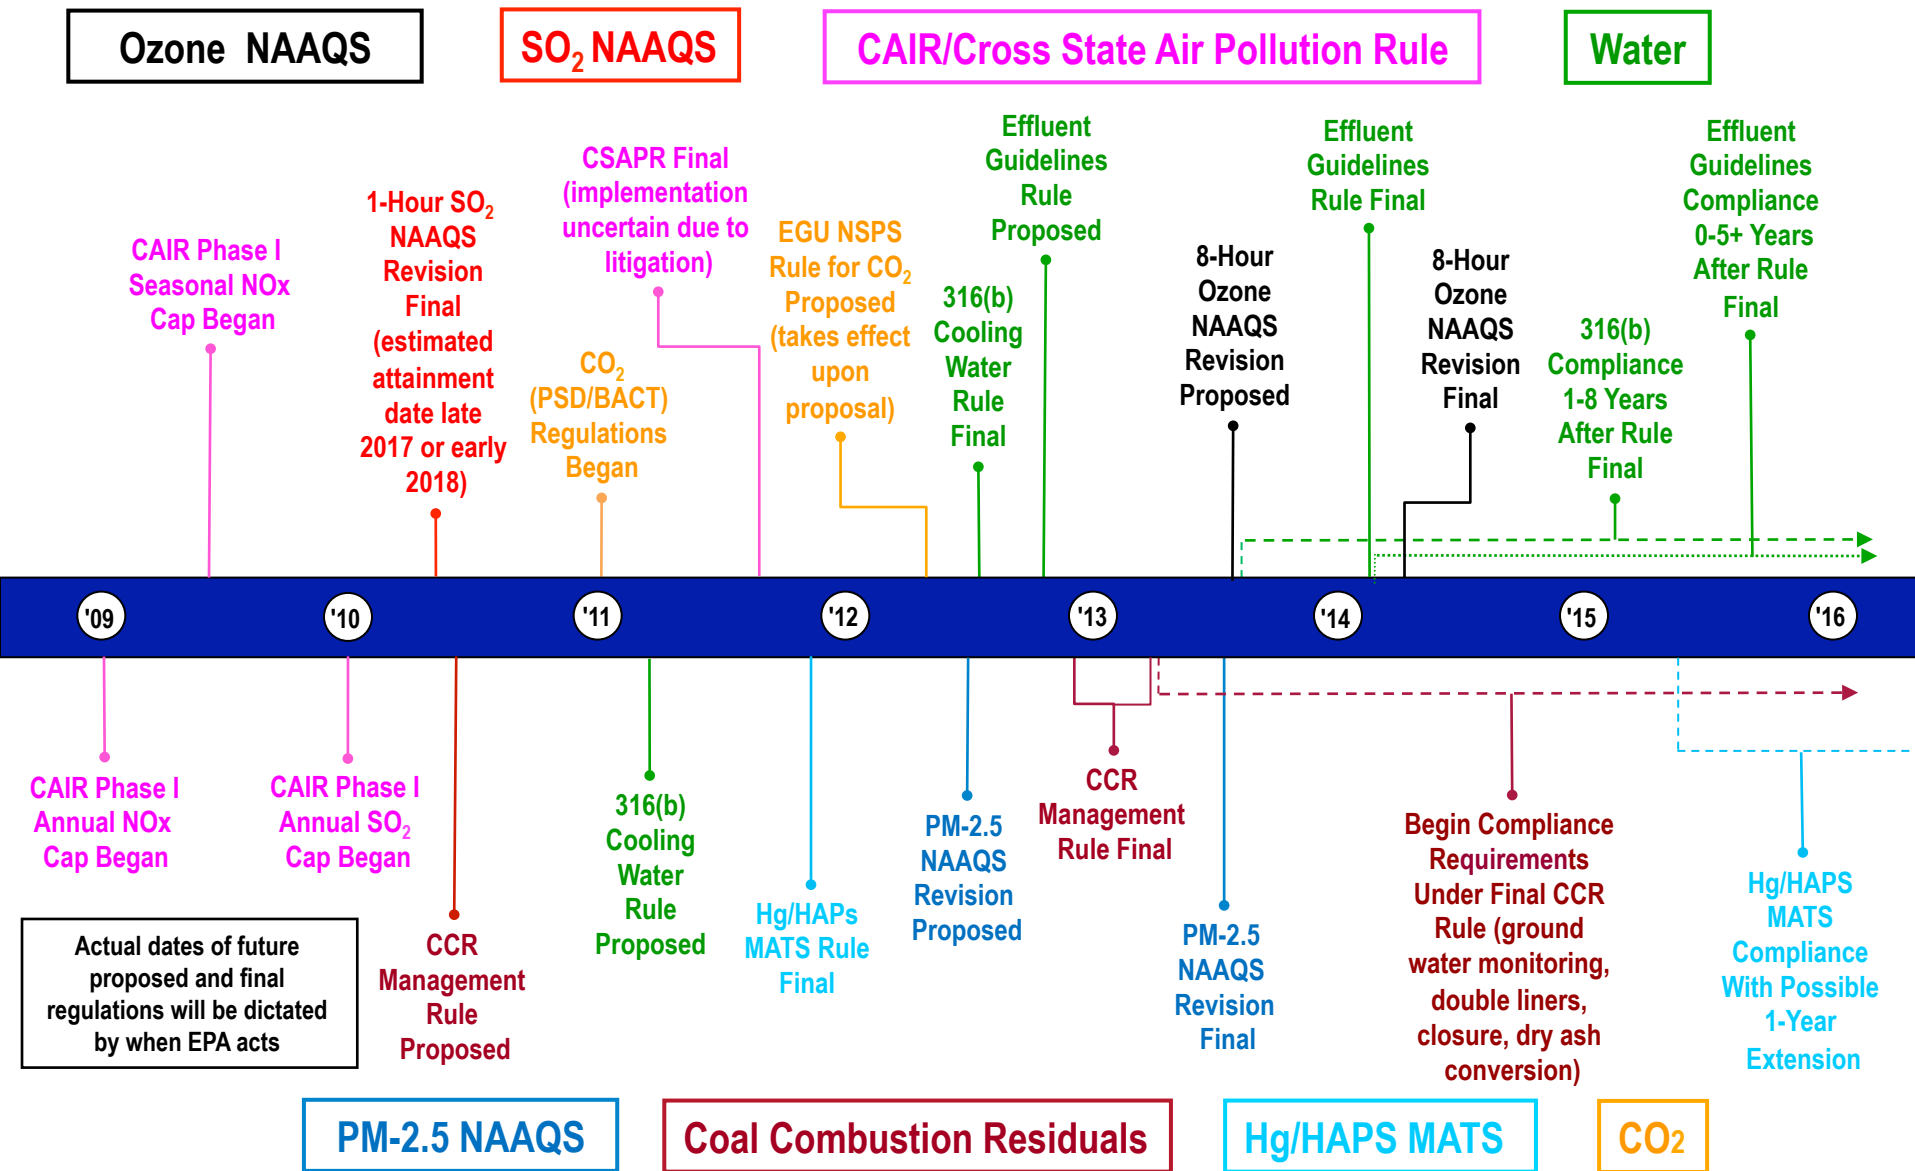 Ozone NAAQS
SO2 NAAQS
CAIR/Cross State Air Pollution Rule
Water
CAIR Phase I
Seasonal NOx
Cap Began
1-Hour SO2
NAAQS
Revision
Final
(estimated
attainment
date late
2017 or early
2018)
CO2
(PSD/BACT)
Regulations
Began
CSAPR Final
(implementation
uncertain due to
litigation)
EGU NSPS
Rule for CO2
Proposed
(takes effect
upon
proposal)
316(b)
Cooling
Water
Rule
Final
Effluent
Guidelines
Rule
Proposed
8-Hour
Ozone
NAAQS
Revision
Proposed
Effluent
Guidelines
Rule Final
8-Hour
Ozone
NAAQS
Revision
Final
316(b)
Compliance
1-8 Years
After Rule
Final
Effluent
Guidelines
Compliance
0-5+ Years
After Rule
Final
'09
'10
'11
'12
'13
'14
'15
'16
CAIR Phase I
Annual NOx
Cap Began
CAIR Phase I
Annual SO2
Cap Began
CCR
Management
Rule
Proposed
316(b)
Cooling
Water
Rule
Proposed
Hg/HAPs
MATS Rule
Final
PM-2.5
NAAQS
Revision
Proposed
CCR
Management
Rule Final
PM-2.5
NAAQS
Revision
Final
Begin Compliance
Requirements
Under Final CCR
Rule (ground
water monitoring,
double liners,
closure, dry ash
conversion)
Hg/HAPS
MATS
Compliance
With Possible
1-Year
Extension
Actual dates of future
proposed and final
regulations will be dictated
by when EPA acts
PM-2.5 NAAQS
Coal Combustion Residuals
Hg/HAPS MATS
CO2